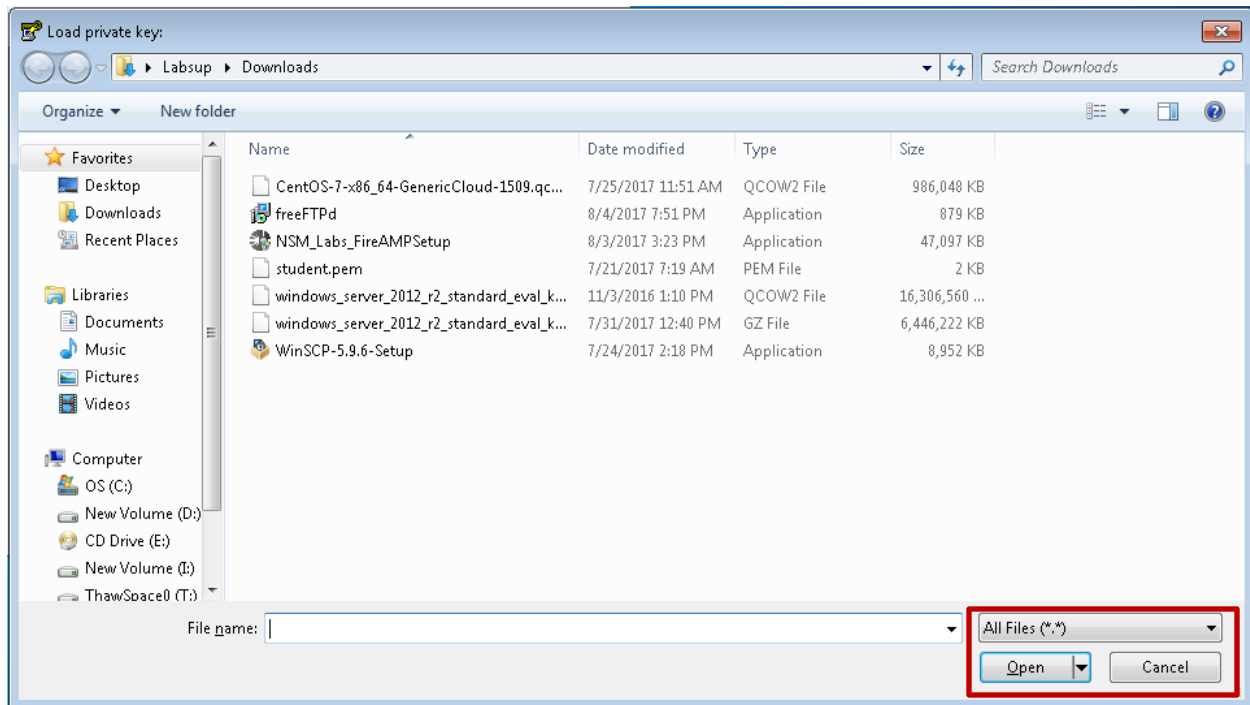 Load private key:
Labsup Downloads
Search Downloads
Organize New folder
Name Date modified Type Size
Favorites
Desktop
Downloads
Recent Places
Libraries
Documents
Music
Pictures
Videos
Computer
OS (C:)
New Volume (D:)
CD Drive (E:)
New Volume (I:)
ThawSpace0 (T:)
CentOS-7-x86_64-GenericCloud-1509.qc... 7/25/2017 11:51 AM QCOW2 File 986,048 KB
freeFTPd 8/4/2017 7:51 PM Application 879 KB
NSM_Labs_FireAMPSetup 8/3/2017 3:23 PM Application 47,097 KB
student.pem 7/21/2017 7:19 AM PEM File 2 KB
windows_server_2012_r2_standard_eval_k... 11/3/2016 1:10 PM QCOW2 File 16,306,560 ...
windows_server_2012_r2_standard_eval_k... 7/31/2017 12:40 PM GZ File 6,446,222 KB
WinSCP-5.9.6-Setup 7/24/2017 2:18 PM Application 8,952 KB
File name:
All Files (*.*)
Open Cancel